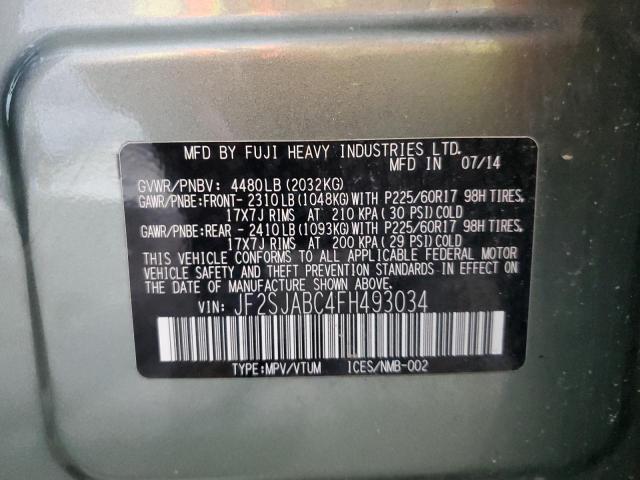 MFD BY FUJI HEAVY INDUSTRIES LTD.
MFD IN 07/14
GVWR/PNBV: 4480LB(2032KG)
GAWR/PNBE:FRONT- 2310LB(1048KG)WITH P225/60R17 98H TIRES,
17X7J RIMS AT 210 KPA(30 PSI)COLD
GAWR/PNBE:REAR - 2410LB(1093KG)WITH P225/60R17 98H TIRES,
17X7J RIMS AT 200 KPA(29 PSI)COLD
THIS VEHICLE CONFORMS TO ALL APPLICABLE FEDERAL MOTOR
VEHICLE SAFETY AND THEFT PREVENTION STANDARDS IN EFFECT ON
THE DATE OF MANUFACTURE SHOWN ABOVE.
VIN: JF2SJABC4FH493034
TYPE:MPV/VTUM ICES/NMB-002